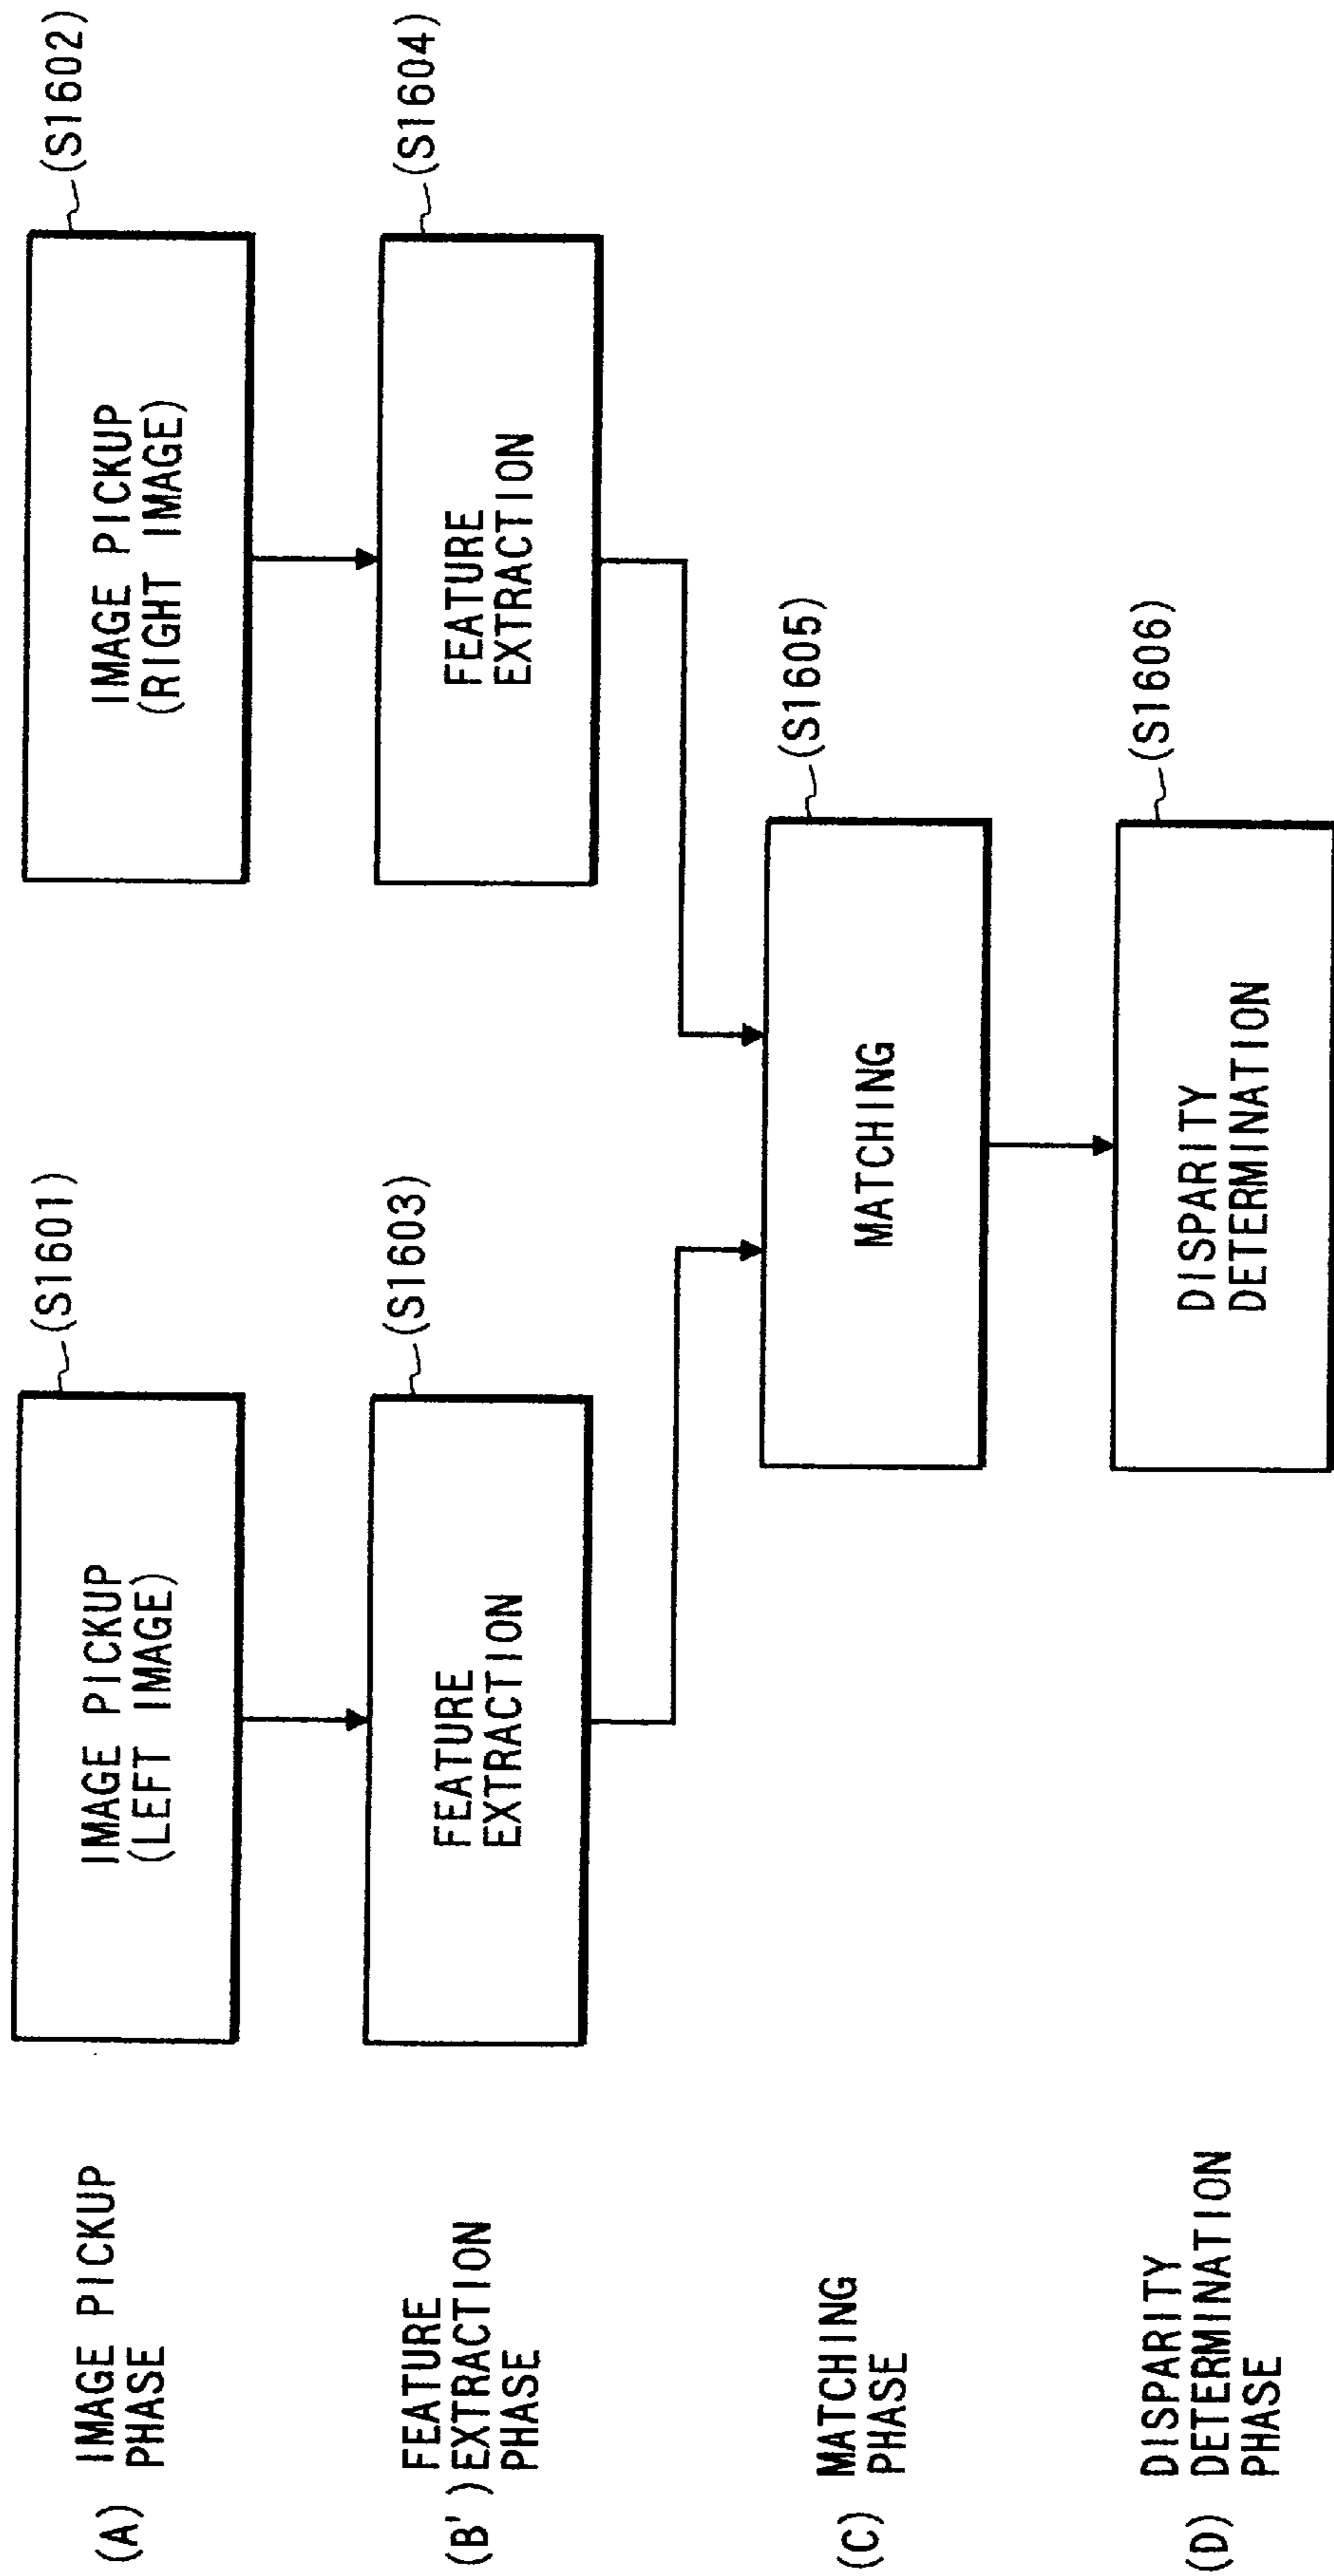 (A) IMAGE PICKUP
PHASE
IMAGE PICKUP
(LEFT IMAGE)
(S1601)
IMAGE PICKUP
(RIGHT IMAGE)
(S1602)
FEATURE
(B') EXTRACTION
PHASE
FEATURE
EXTRACTION
(S1603)
FEATURE
EXTRACTION
(S1604)
(C) MATCHING
PHASE
MATCHING
(S1605)
DISPARITY
(D) DETERMINATION
PHASE
DISPARITY
DETERMINATION
(S1606)